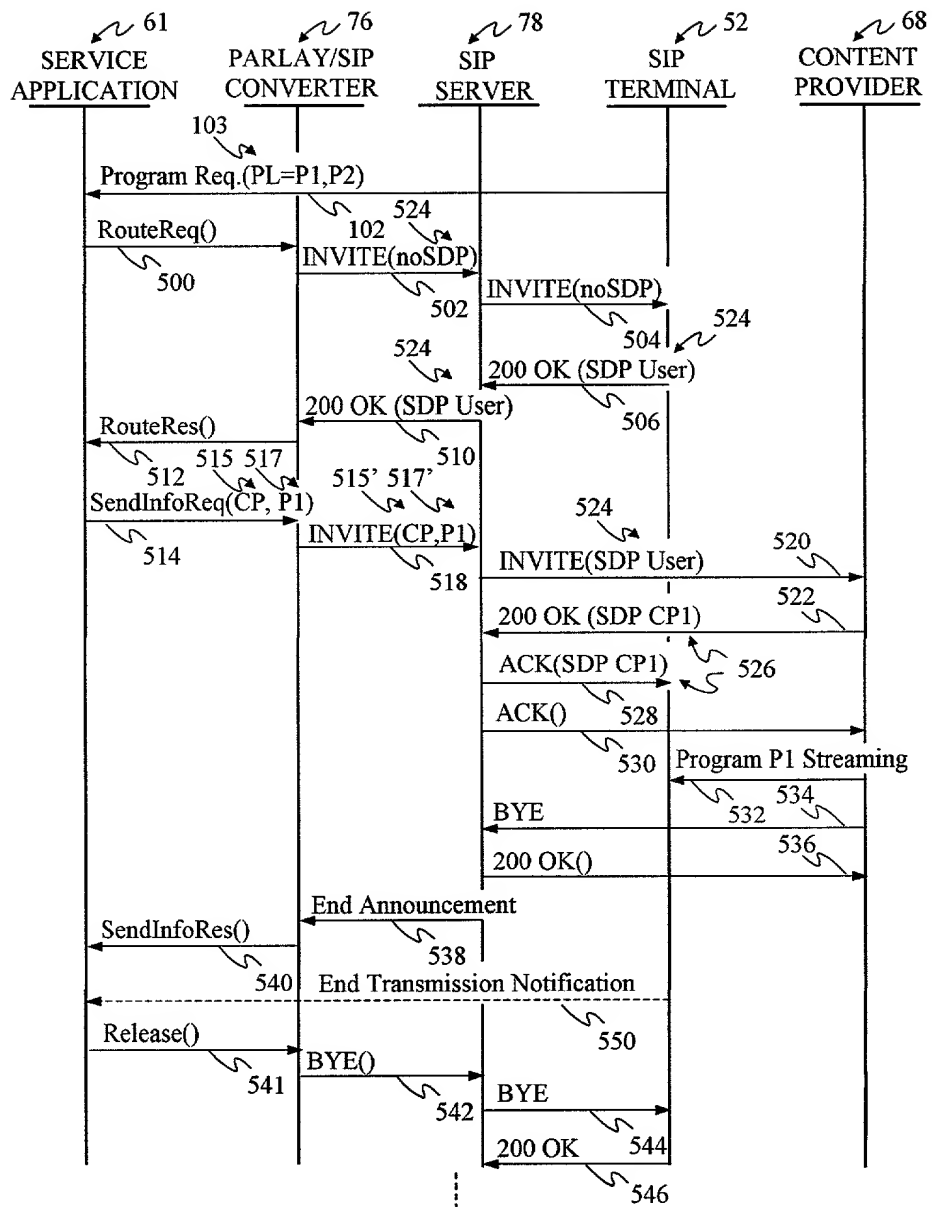 61
76
78
52
68
SERVICE APPLICATION
PARLAY/SIP CONVERTER
SIP SERVER
SIP TERMINAL
CONTENT PROVIDER
103
Program Req.(PL=P1,P2)
102
524
RouteReq()
500
INVITE(noSDP)
502
INVITE(noSDP)
504
524
524
200 OK (SDP User)
506
200 OK (SDP User)
510
RouteRes()
512
515
517
515'
517'
SendInfoReq(CP, P1)
514
INVITE(CP,P1)
518
524
INVITE(SDP User)
520
522
200 OK (SDP CP1)
526
ACK(SDP CP1)
528
ACK()
530
Program P1 Streaming
532
534
BYE
536
200 OK()
End Announcement
538
SendInfoRes()
540
End Transmission Notification
550
Release()
541
BYE()
542
BYE
544
200 OK
546